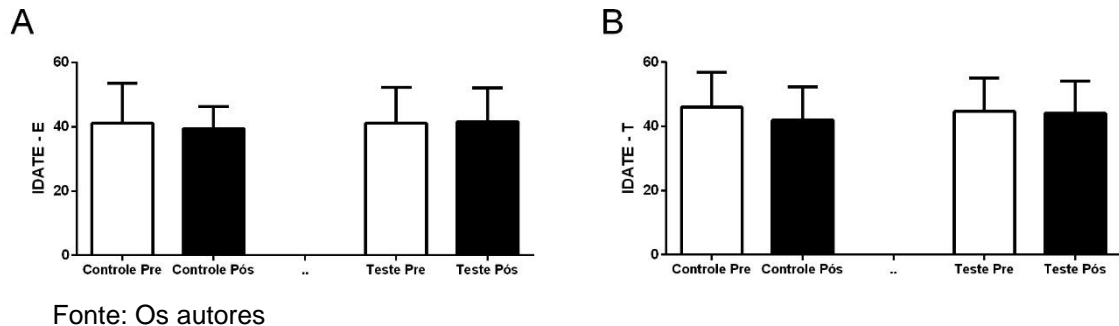 A
60
40
20
0
IDATE - E
Controle Pre
Controle Pós
..
Teste Pre
Teste Pós
B
60
40
20
0
IDATE - T
Controle Pre
Controle Pós
..
Teste Pre
Teste Pós
Fonte: Os autores